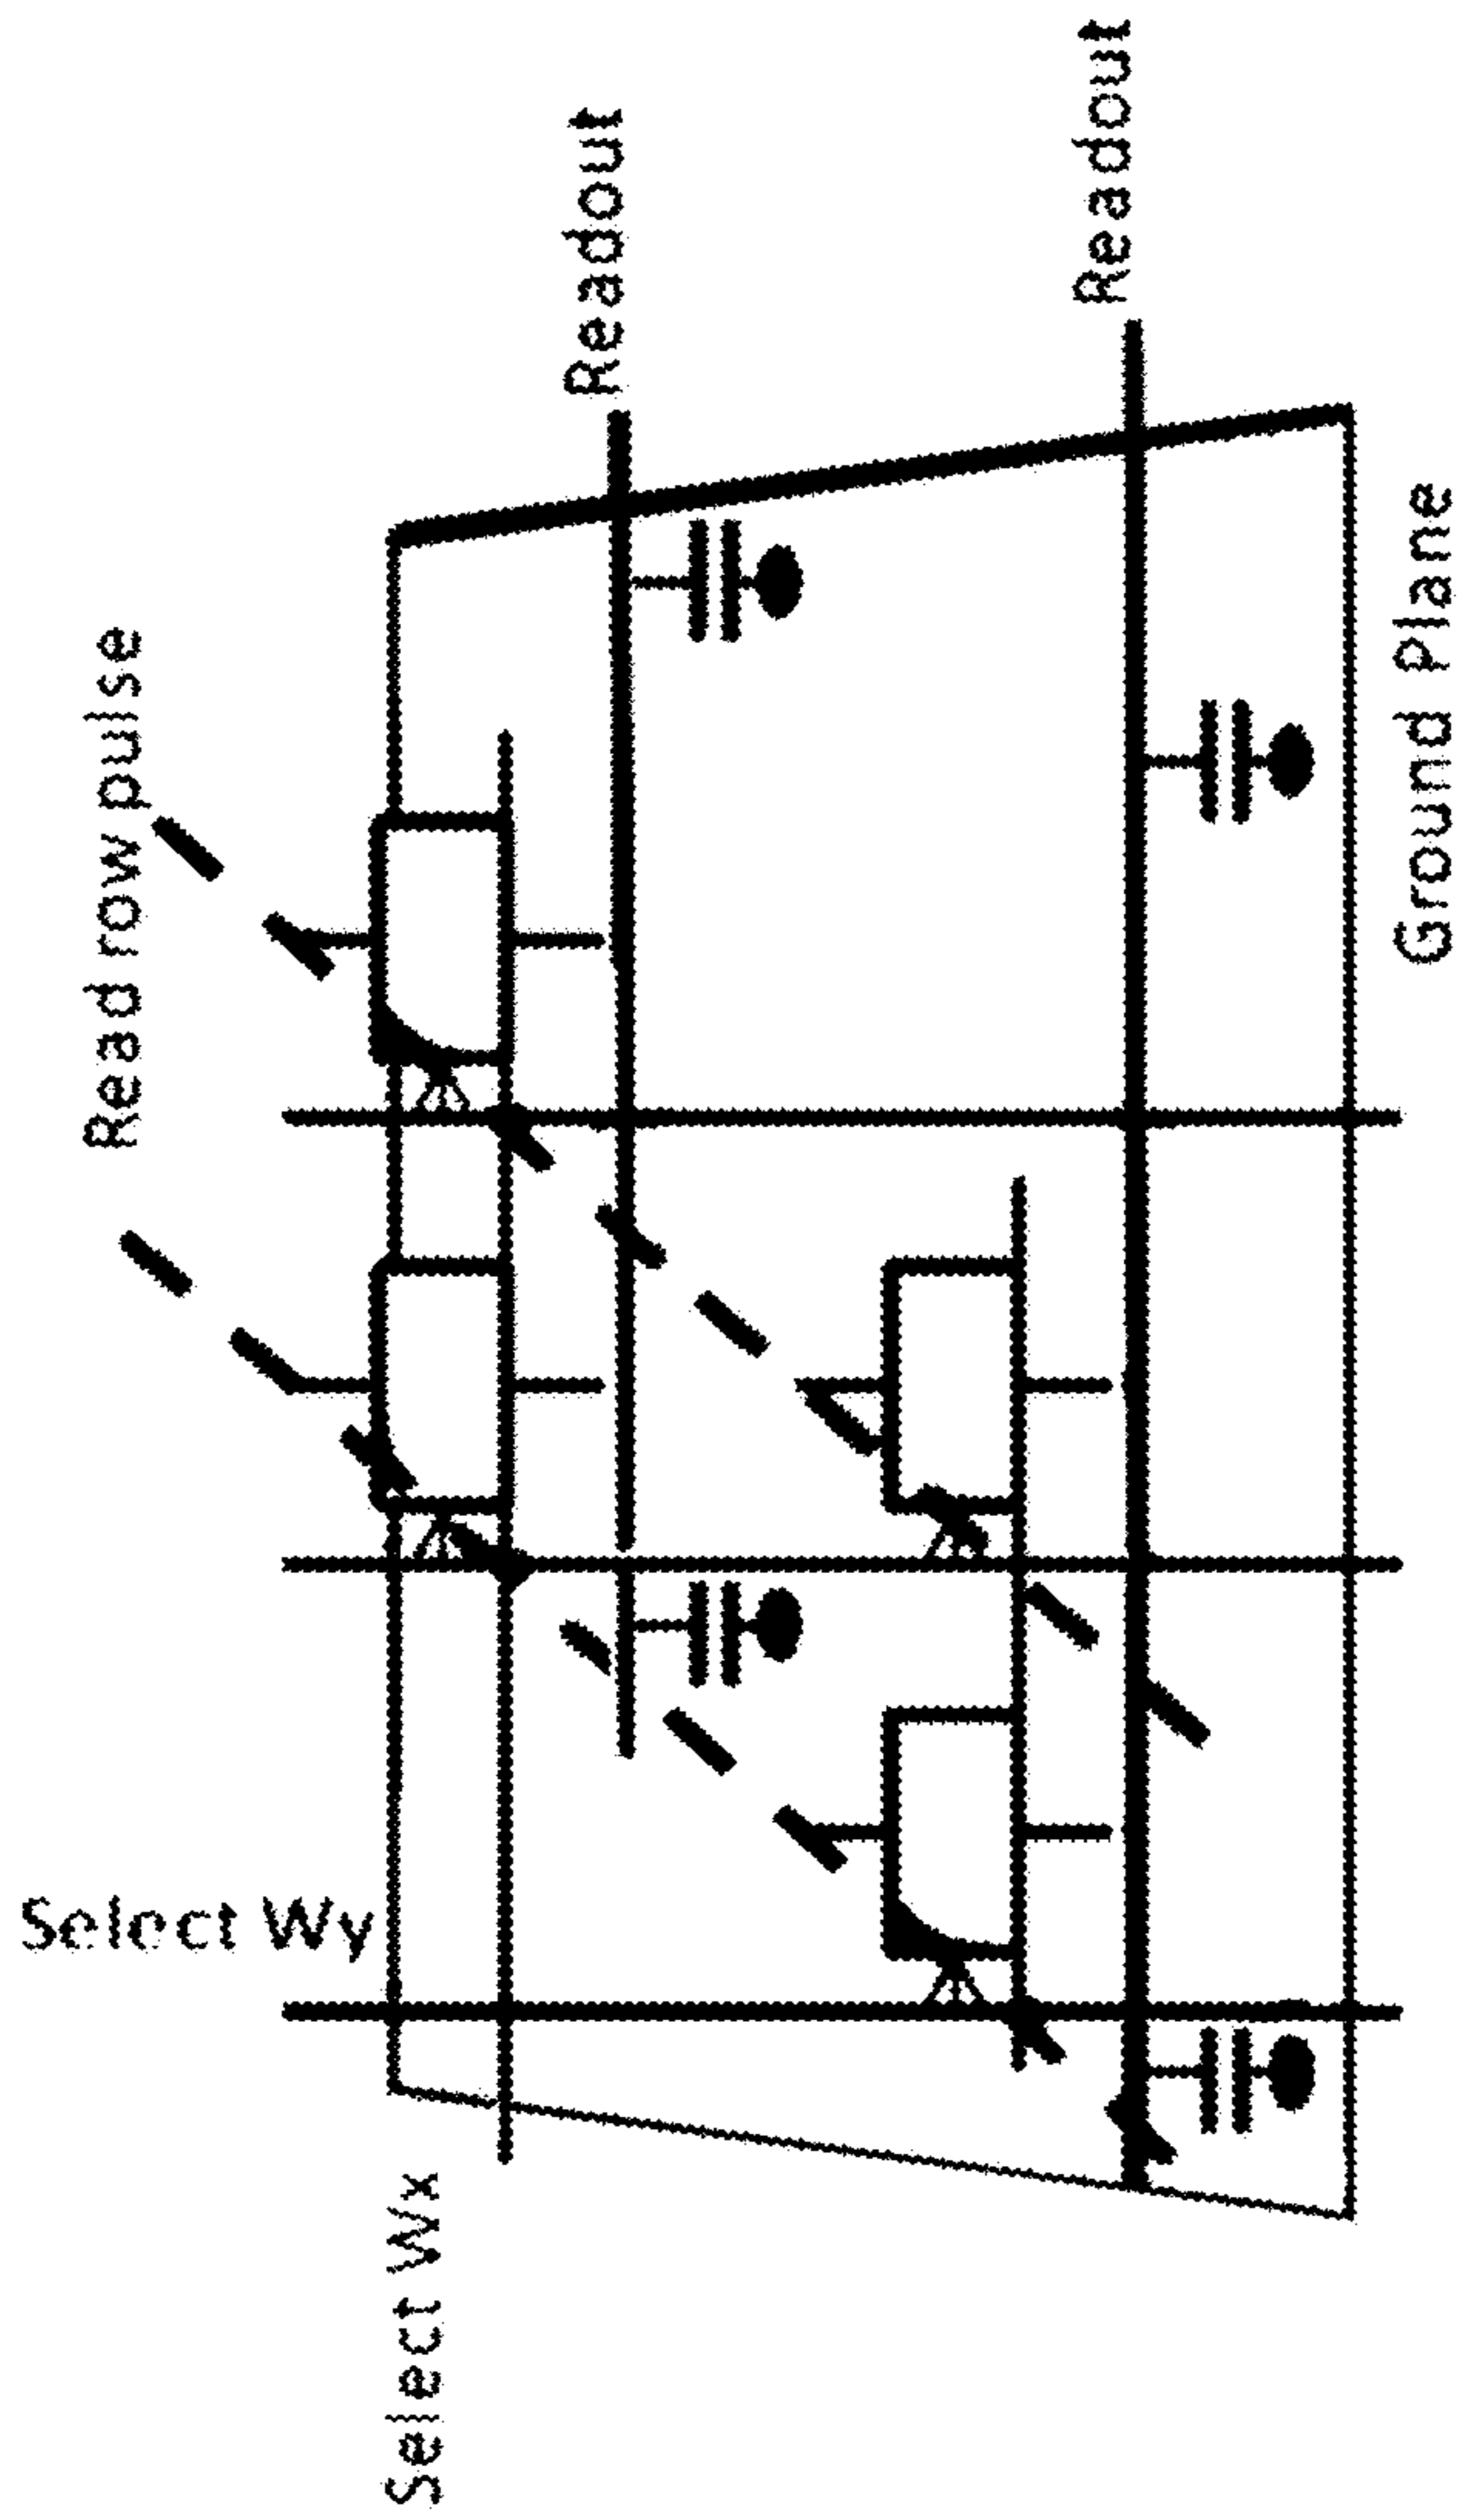 Read row pulse
Readout
Readout
Ground Plane
Select Wy
Select Wx